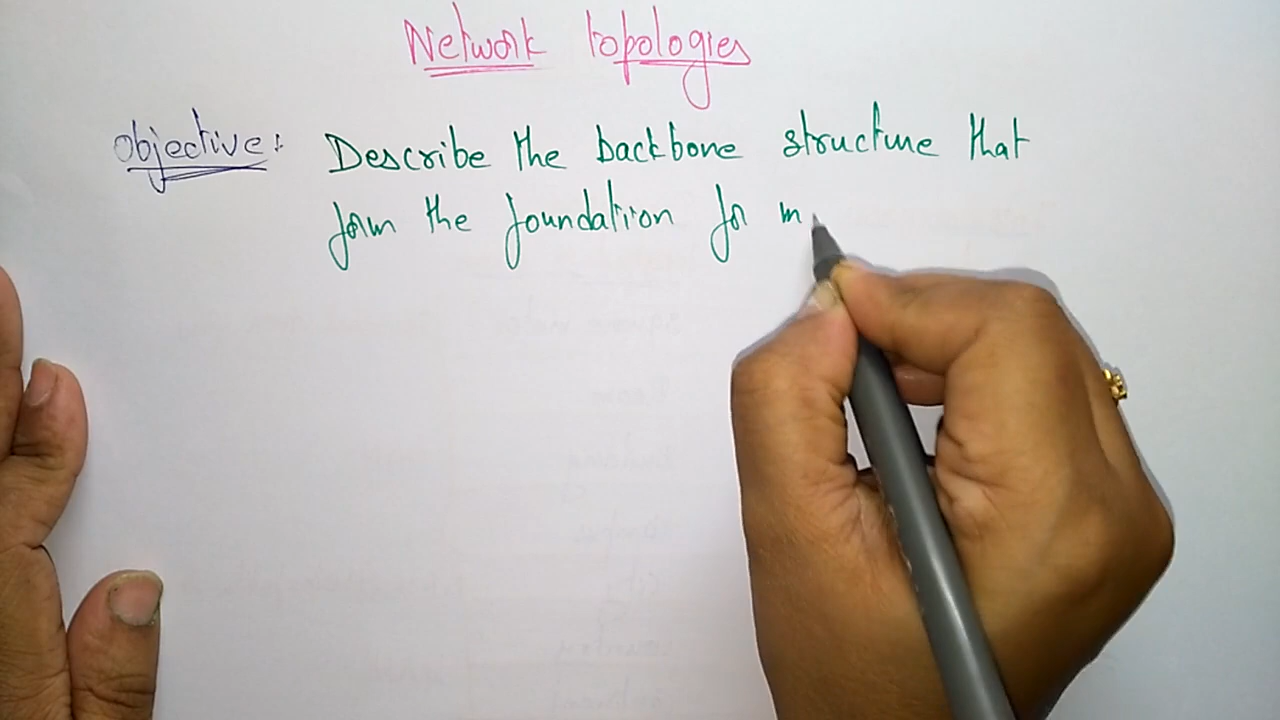 Network topologies
Objective: Describe the backbone structure that
form the foundation for m